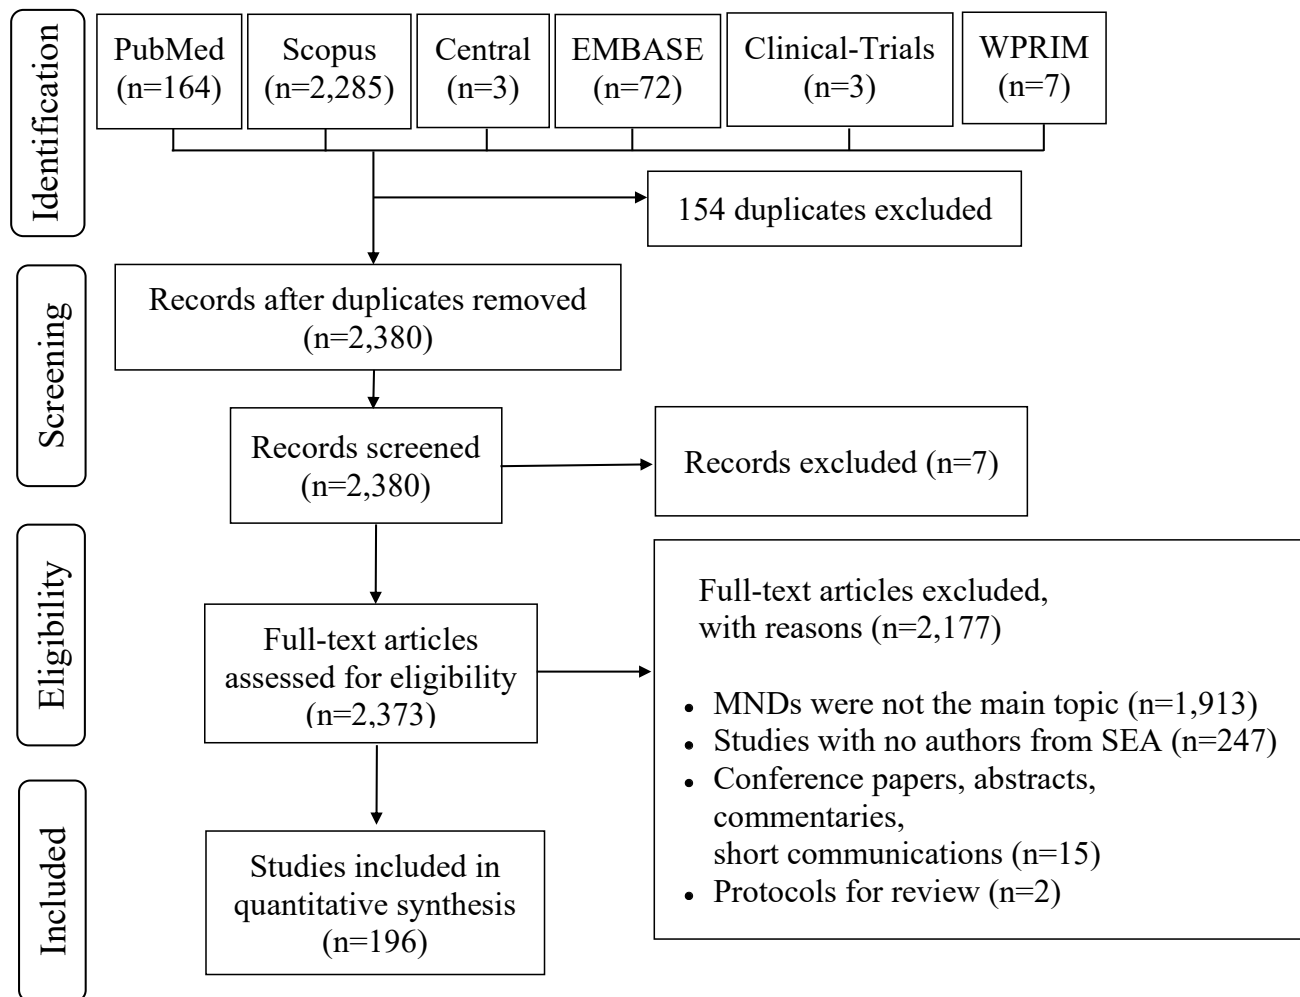 Identification
PubMed
(n=164)
Scopus
(n=2,285)
Central
(n=3)
EMBASE
(n=72)
Clinical-Trials
(n=3)
WPRIM
(n=7)
154 duplicates excluded
Screening
Records after duplicates removed
(n=2,380)
Records screened
(n=2,380)
Records excluded (n=7)
Eligibility
Full-text articles
assessed for eligibility
(n=2,373)
Full-text articles excluded,
with reasons (n=2,177)
• MNDs were not the main topic (n=1,913)
• Studies with no authors from SEA (n=247)
• Conference papers, abstracts,
commentaries,
short communications (n=15)
• Protocols for review (n=2)
Included
Studies included in
quantitative synthesis
(n=196)